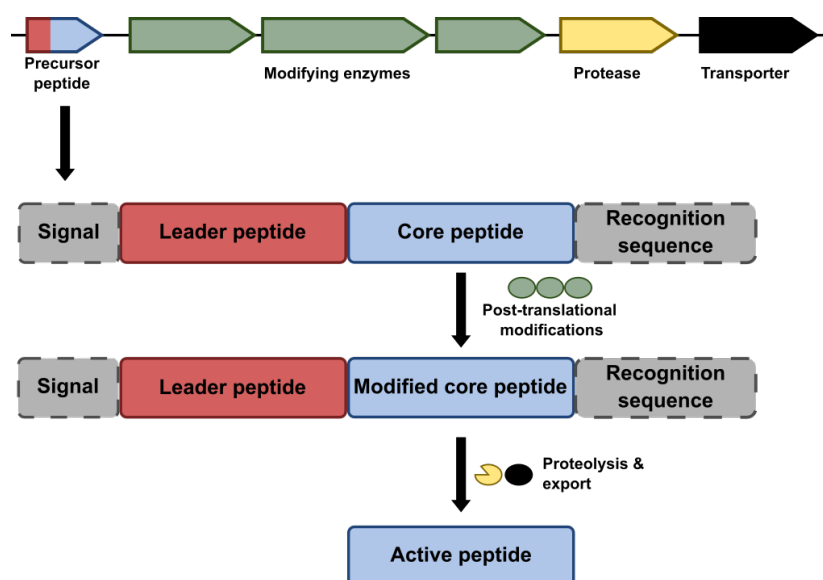 Precursor
peptide
Modifying enzymes
Protease
Transporter
Signal
Leader peptide
Core peptide
Recognition
sequence
Post-translational
modifications
Signal
Leader peptide
Modified core peptide
Recognition
sequence
Proteolysis &
export
Active peptide